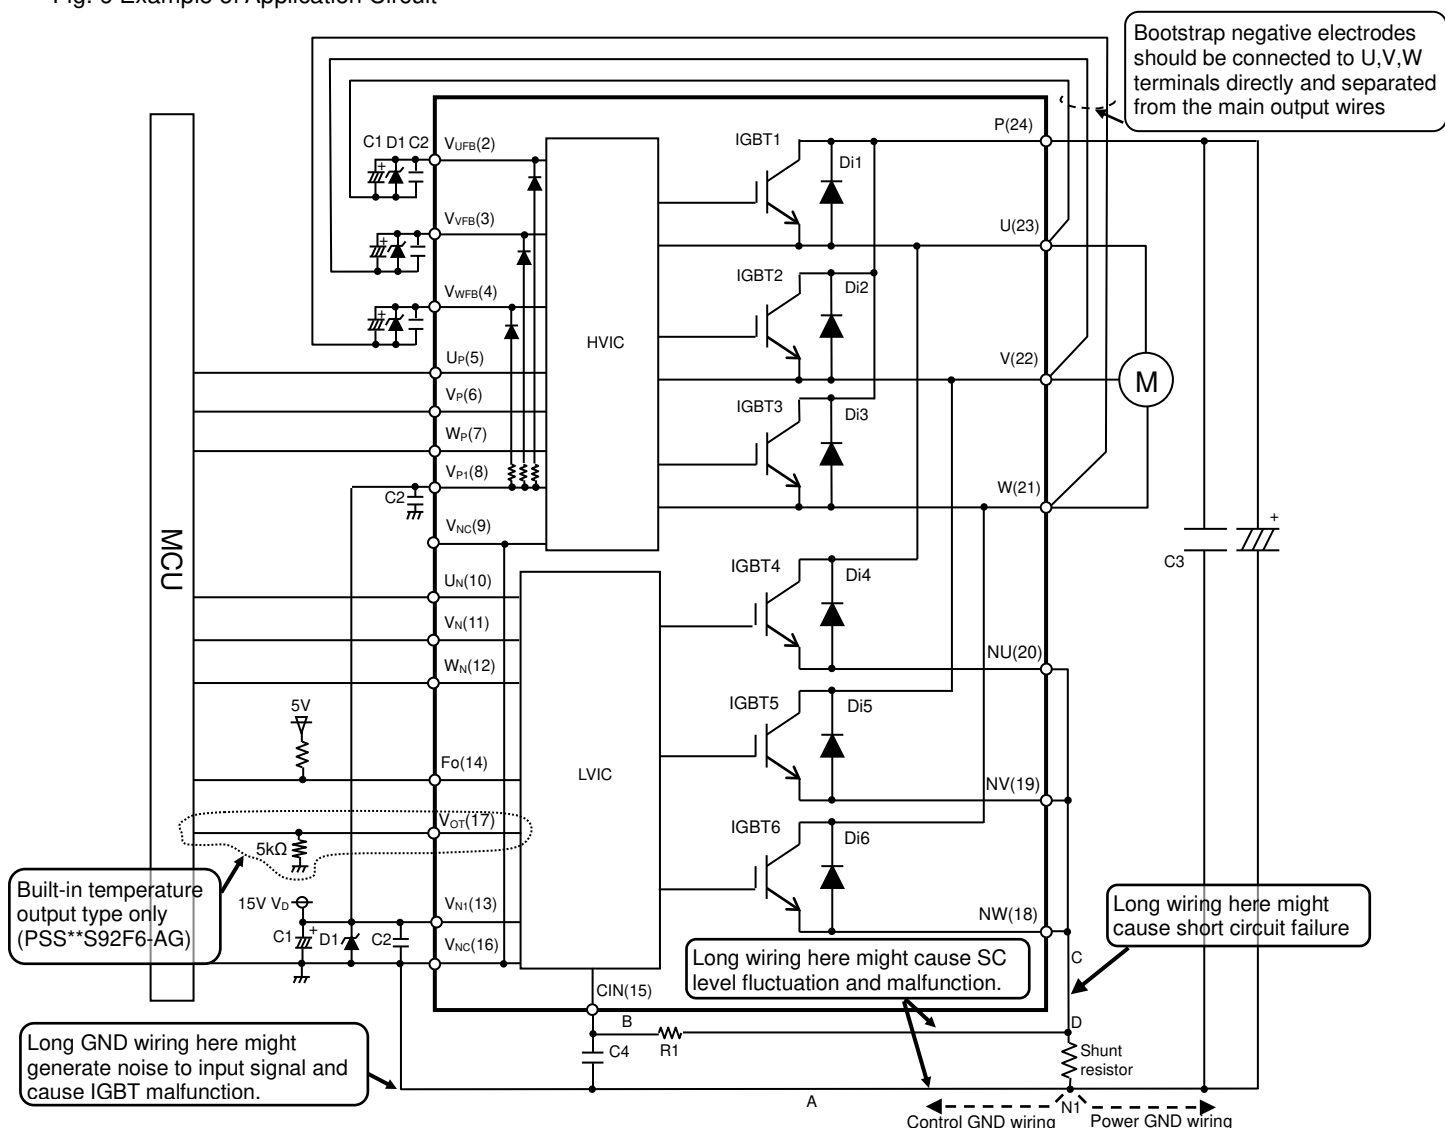 Fig. 6 Example of Application Circuit
Bootstrap negative electrodes
should be connected to U,V,W
terminals directly and separated
from the main output wires
MCU
C1 D1 C2
+
VUFB(2)
+
VVFB(3)
+
VWFB(4)
UP(5)
VP(6)
WP(7)
VP1(8)
C2
VNC(9)
HVIC
IGBT1
Di1
P(24)
U(23)
IGBT2
Di2
V(22)
M
IGBT3
Di3
W(21)
C3
+
UN(10)
VN(11)
WN(12)
5V
Fo(14)
VOT(17)
5kΩ
LVIC
IGBT4
Di4
NU(20)
IGBT5
Di5
NV(19)
IGBT6
Di6
NW(18)
Built-in temperature
output type only
(PSS**S92F6-AG)
15V VD
C1
+
D1
C2
VN1(13)
VNC(16)
CIN(15)
Long wiring here might cause SC
level fluctuation and malfunction.
Long wiring here might
cause short circuit failure
C
D
B
R1
C4
Shunt
resistor
Long GND wiring here might
generate noise to input signal and
cause IGBT malfunction.
A
N1
Control GND wiring
Power GND wiring